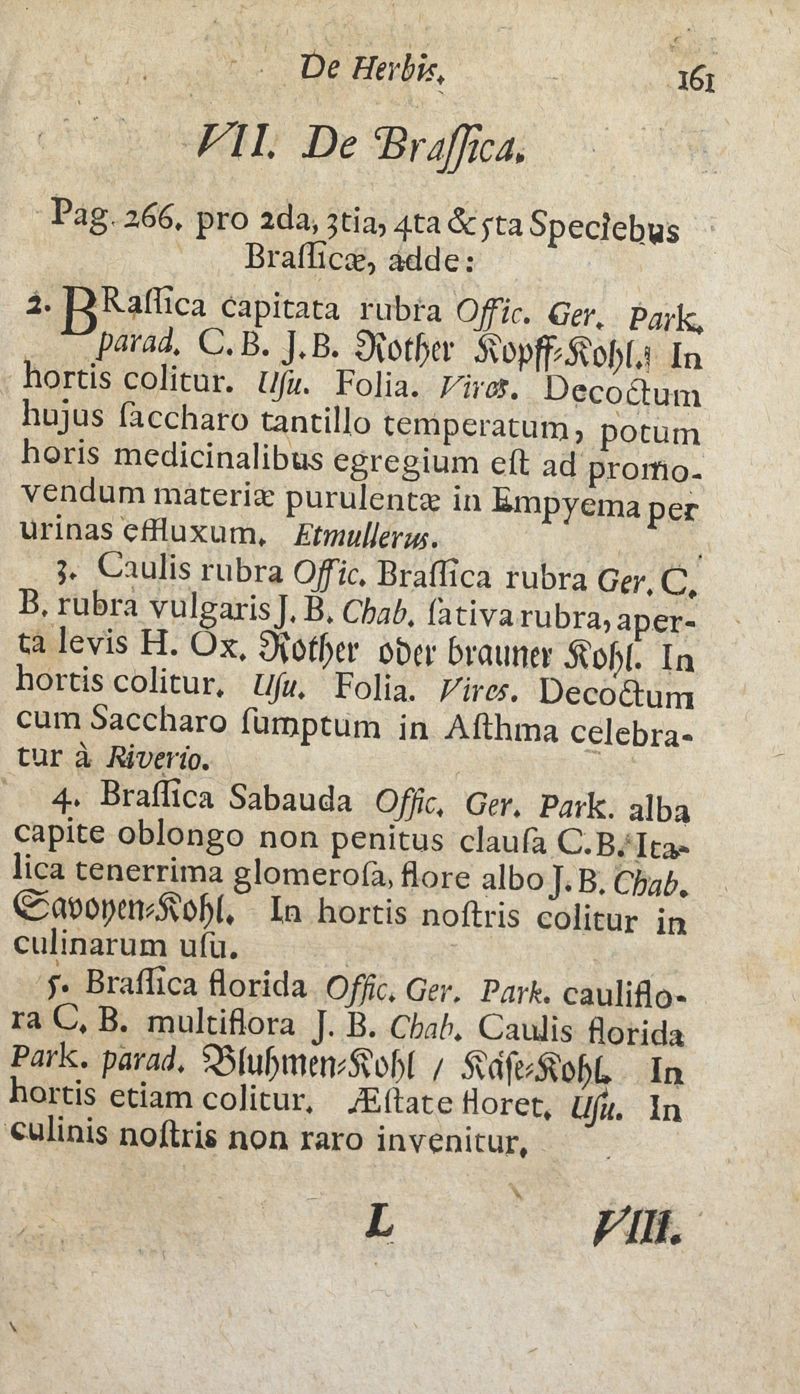 De Herbis. 161
VII. De Braſſica.
Pag. 266. pro 2da, 3tia, 4ta & 5ta Speciebus
Braſſicæ, adde:
2. BRaſſica capitata rubra Offic. Ger. Park.
parad. C. B. J. B. Rother Kopff-Kohl. In
hortis colitur. Uſu. Folia. Vires. Decoctum
hujus ſaccharo tantillo temperatum, potum
horis medicinalibus egregium eſt ad promo-
vendum materiæ purulentæ in Empyema per
urinas effluxum. Etmullerus.
3. Caulis rubra Offic. Braſſica rubra Ger. C.
B. rubra vulgaris J. B. Chab. ſativa rubra, aper-
ta levis H. Ox. Rother oder brauner Kohl. In
hortis colitur. Uſu. Folia. Vires. Decoctum
cum Saccharo ſumptum in Aſthma celebra-
tur à Riverio.
4. Braſſica Sabauda Offic. Ger. Park. alba
capite oblongo non penitus clauſa C. B. Ita-
lica tenerrima glomeroſa, flore albo J. B. Chab.
Savoyen-Kohl. In hortis noſtris colitur in
culinarum uſu.
5. Braſſica florida Offic. Ger. Park. cauliflo-
ra C. B. multiflora J. B. Chab. Caulis florida
Park. parad. Bluhmen-Kohl / Käſe-Kohl. In
hortis etiam colitur. Æſtate floret. Uſu. In
culinis noſtris non raro invenitur.
L VIII.